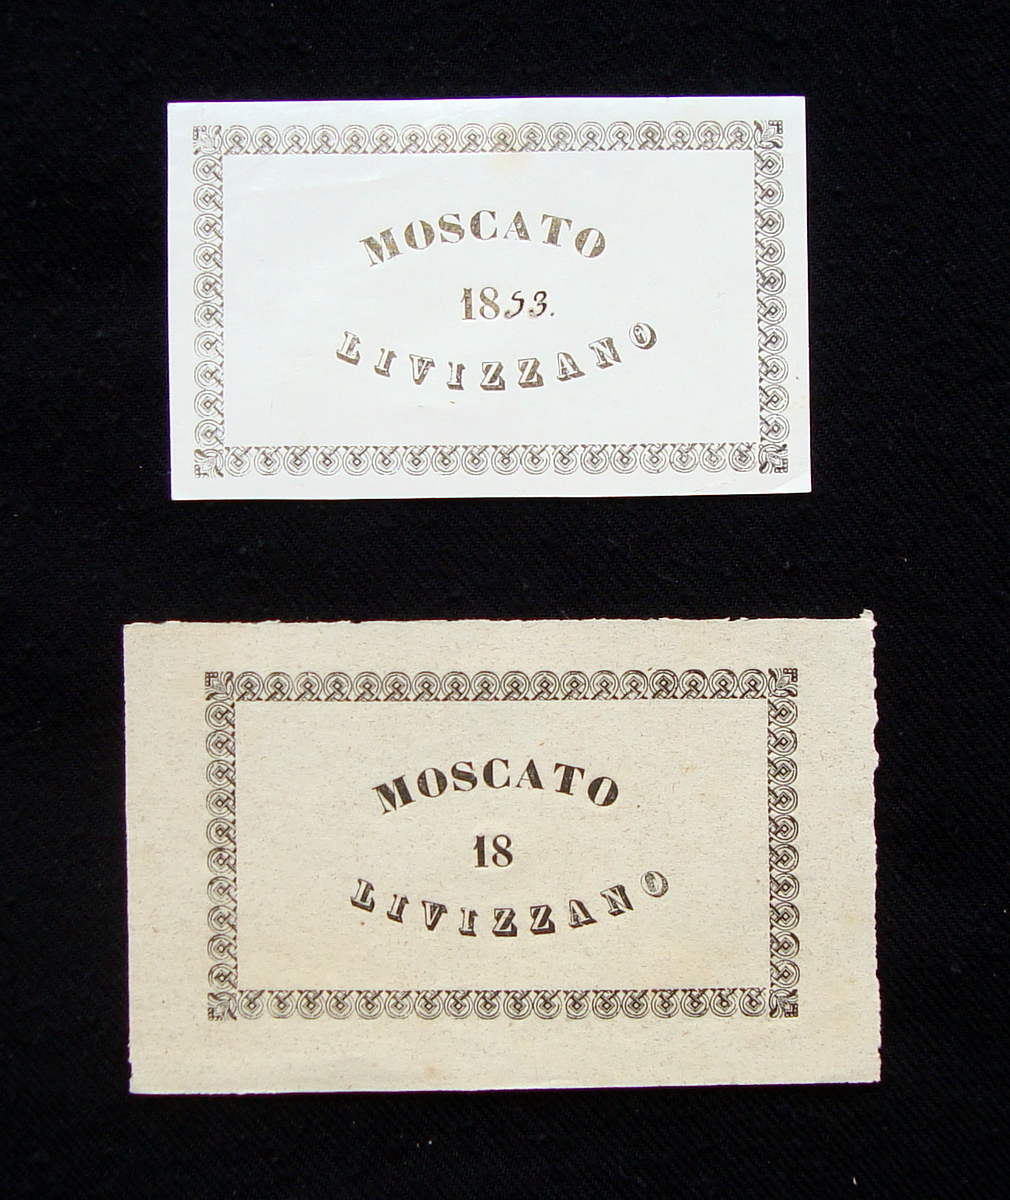 MOSCATO
1853.
LIVIZZANO
MOSCATO
18
LIVIZZANO